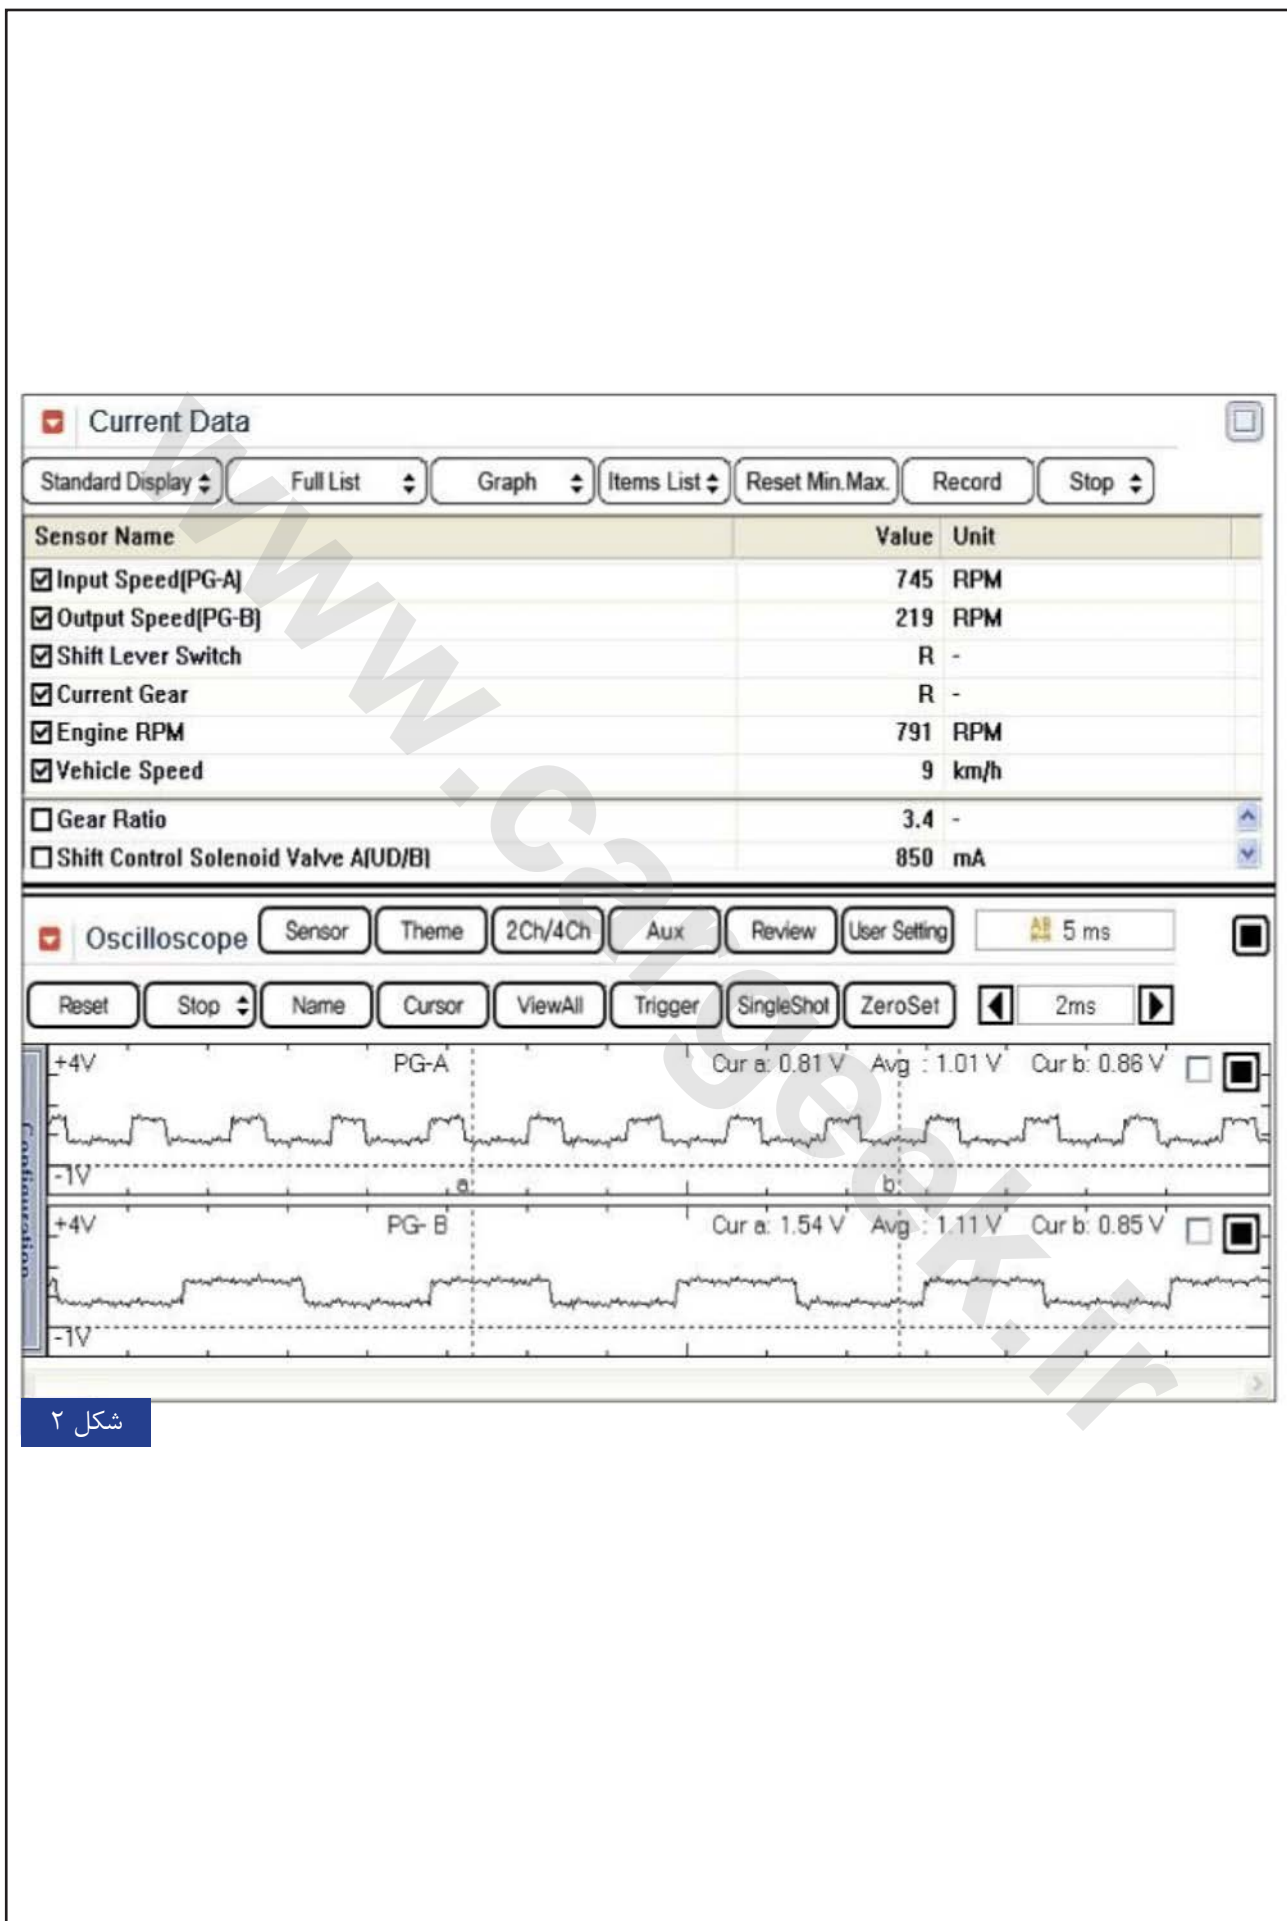 Current Data
Standard Display Full List Graph Items List Reset Min.Max. Record Stop
Sensor Name Value Unit
Input Speed(PG-A) 745 RPM
Output Speed(PG-B) 219 RPM
Shift Lever Switch R -
Current Gear R -
Engine RPM 791 RPM
Vehicle Speed 9 km/h
Gear Ratio 3.4 -
Shift Control Solenoid Valve A(UD/B) 850 mA
Oscilloscope Sensor Theme 2Ch/4Ch Aux Review User Setting AB 5 ms
Reset Stop Name Cursor ViewAll Trigger SingleShot ZeroSet 2ms
Configuration
+4V PG-A Cur a: 0.81 V Avg : 1.01 V Cur b: 0.86 V
-1V a b
+4V PG- B Cur a: 1.54 V Avg : 1.11 V Cur b: 0.85 V
-1V
شکل ۲
www.cargeek.ir